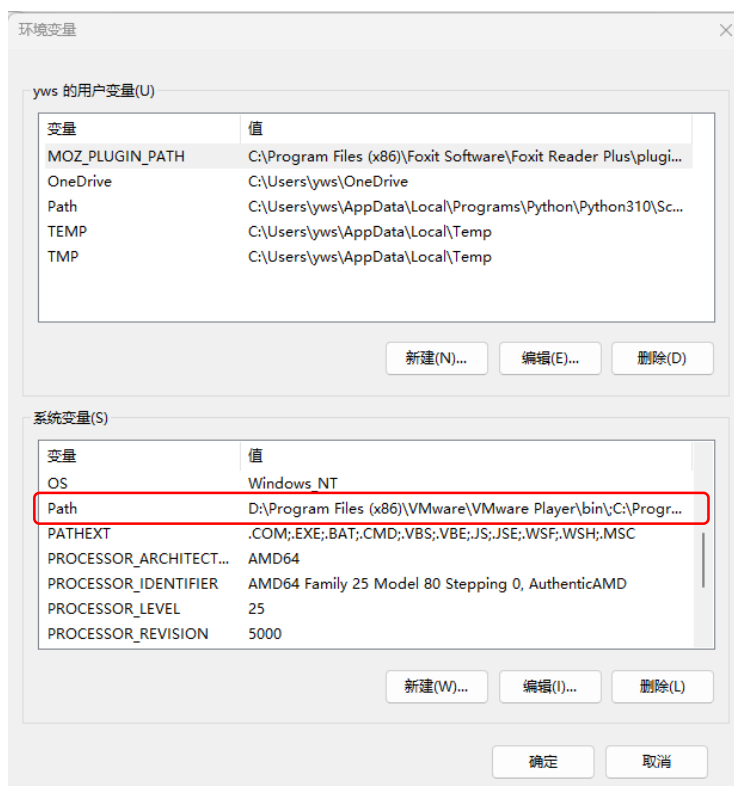 环境变量
yws 的用户变量(U)
变量 值
MOZ_PLUGIN_PATH C:\Program Files (x86)\Foxit Software\Foxit Reader Plus\plugi...
OneDrive C:\Users\yws\OneDrive
Path C:\Users\yws\AppData\Local\Programs\Python\Python310\Sc...
TEMP C:\Users\yws\AppData\Local\Temp
TMP C:\Users\yws\AppData\Local\Temp
新建(N)... 编辑(E)... 删除(D)
系统变量(S)
变量 值
OS Windows_NT
Path D:\Program Files (x86)\VMware\VMware Player\bin\;C:\Progr...
PATHEXT .COM;.EXE;.BAT;.CMD;.VBS;.VBE;.JS;.JSE;.WSF;.WSH;.MSC
PROCESSOR_ARCHITECT... AMD64
PROCESSOR_IDENTIFIER AMD64 Family 25 Model 80 Stepping 0, AuthenticAMD
PROCESSOR_LEVEL 25
PROCESSOR_REVISION 5000
新建(W)... 编辑(I)... 删除(L)
确定 取消